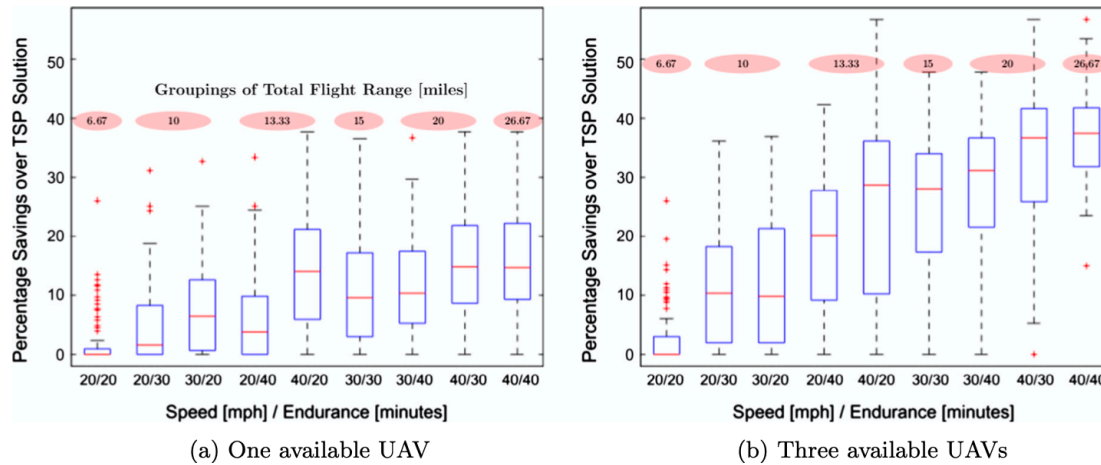 Percentage Savings over TSP Solution
50
40
30
20
10
0
Groupings of Total Flight Range [miles]
6.67 10 13.33 15 20 26.67
20/20 20/30 30/20 20/40 40/20 30/30 30/40 40/30 40/40
Speed [mph] / Endurance [minutes]
(a) One available UAV
Percentage Savings over TSP Solution
50
40
30
20
10
0
6.67 10 13.33 15 20 26.67
20/20 20/30 30/20 20/40 40/20 30/30 30/40 40/30 40/40
Speed [mph] / Endurance [minutes]
(b) Three available UAVs